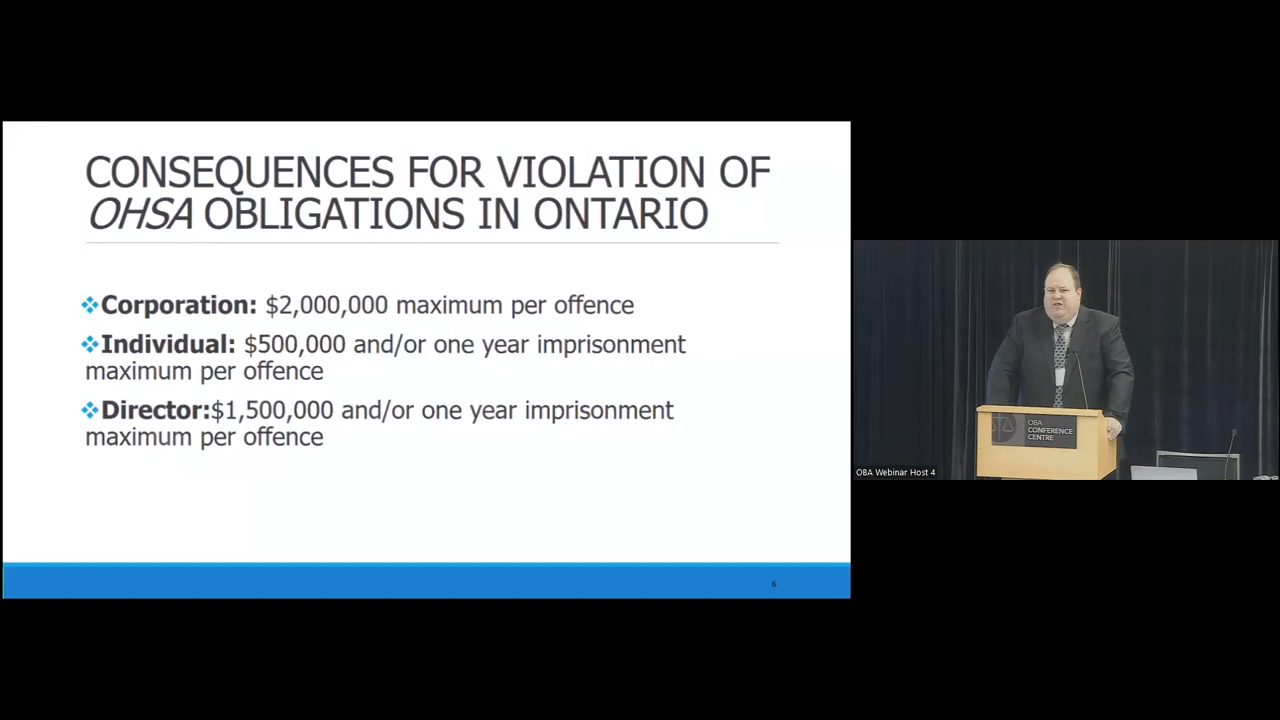 CONSEQUENCES FOR VIOLATION OF
OHSA OBLIGATIONS IN ONTARIO
❖Corporation: $2,000,000 maximum per offence
❖Individual: $500,000 and/or one year imprisonment
maximum per offence
❖Director:$1,500,000 and/or one year imprisonment
maximum per offence
6
OBA
CONFERENCE
CENTRE
OBA Webinar Host 4